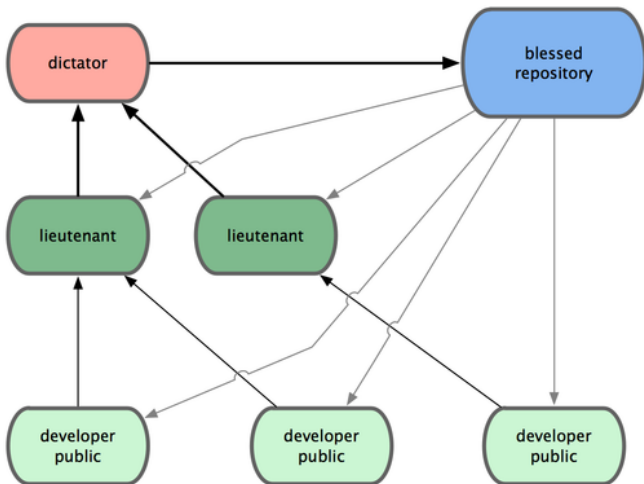 dictator
blessed
repository
lieutenant
lieutenant
developer
public
developer
public
developer
public